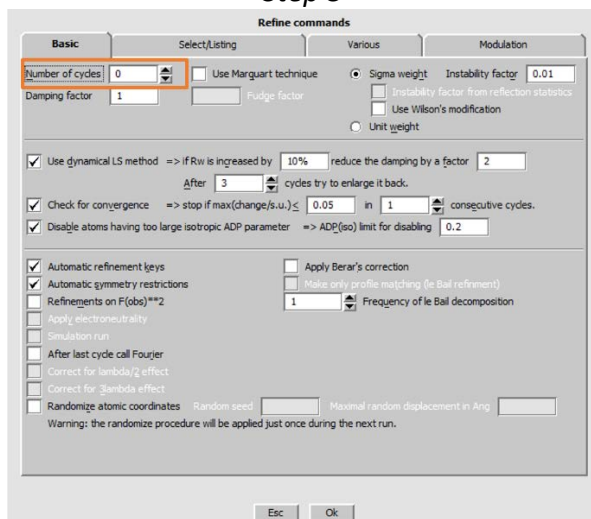 Step 3
Refine commands
Basic Select/Listing Various Modulation
Number of cycles 0 Use Marquart technique Sigma weight Instability factor 0.01
Damping factor 1 Fudge factor Instability factor from reflection statistics
Use Wilson's modification
Unit weight
Use dynamical LS method => if Rw is increased by 10% reduce the damping by a factor 2
After 3 cycles try to enlarge it back.
Check for convergence => stop if max(change/s.u.)≤ 0.05 in 1 consecutive cycles.
Disable atoms having too large isotropic ADP parameter => ADP(iso) limit for disabling 0.2
Automatic refinement keys Apply Berar's correction
Automatic symmetry restrictions Make only profile matching (le Bail refinment)
Refinements on F(obs)**2 1 Frequency of le Bail decomposition
Apply electroneutrality
Simulation run
After last cycle call Fourier
Correct for lambda/2 effect
Correct for 3lambda effect
Randomize atomic coordinates Random seed Maximal random displacement in Ang
Warning: the randomize procedure will be applied just once during the next run.
Esc Ok